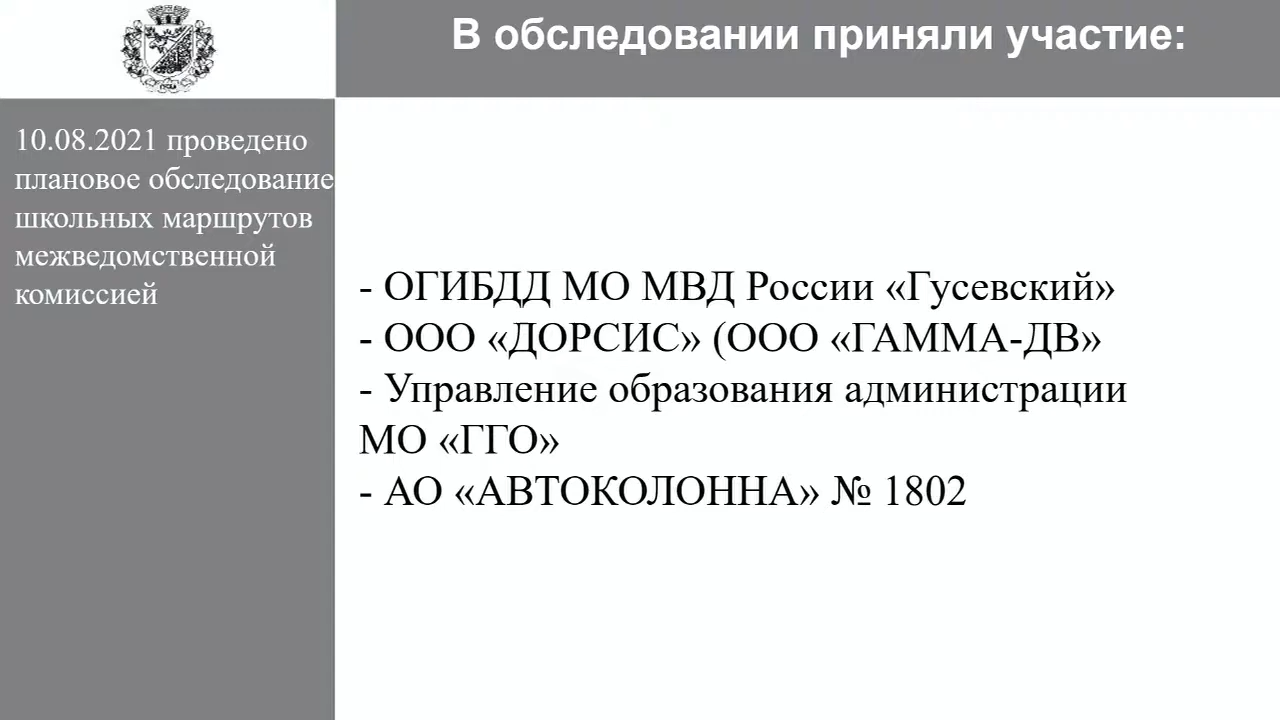 В обследовании приняли участие:
10.08.2021 проведено
плановое обследование
школьных маршрутов
межведомственной
комиссией
- ОГИБДД МО МВД России «Гусевский»
- ООО «ДОРСИС» (ООО «ГАММА-ДВ»
- Управление образования администрации
МО «ГГО»
- АО «АВТОКОЛОННА» № 1802